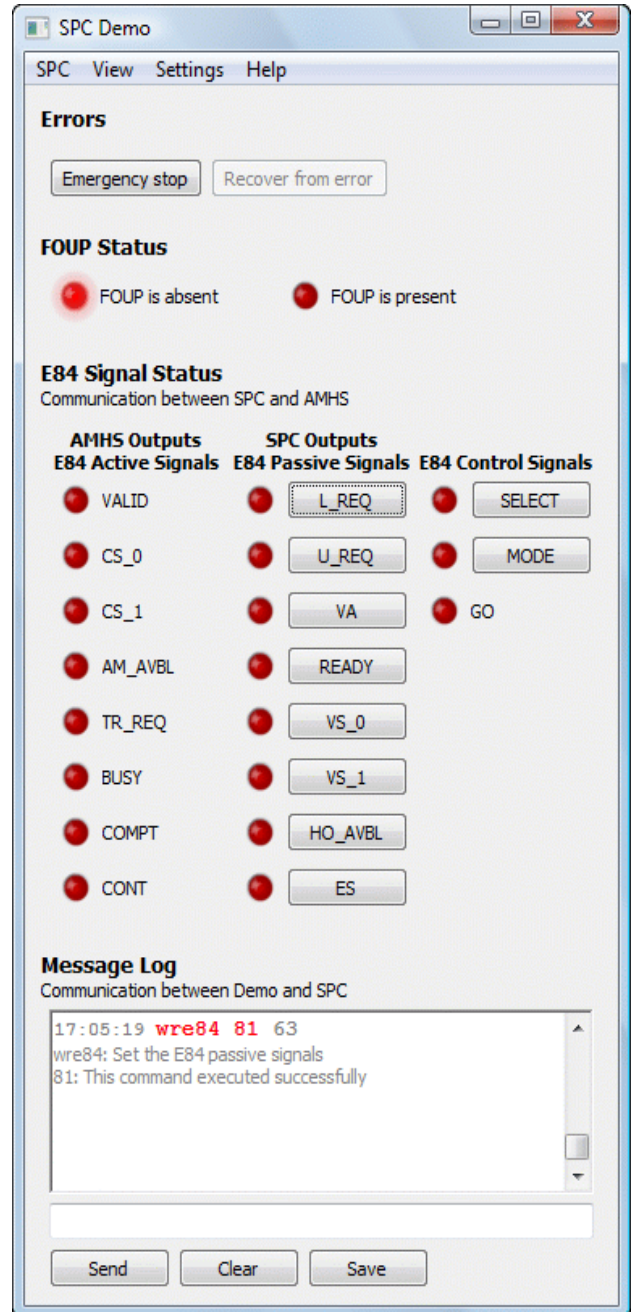 SPC Demo
SPC View Settings Help
Errors
Emergency stop Recover from error
FOUP Status
FOUP is absent FOUP is present
E84 Signal Status
Communication between SPC and AMHS
AMHS Outputs SPC Outputs
E84 Active Signals E84 Passive Signals E84 Control Signals
VALID L_REQ SELECT
CS_0 U_REQ MODE
CS_1 VA GO
AM_AVBL READY
TR_REQ VS_0
BUSY VS_1
COMPT HO_AVBL
CONT ES
Message Log
Communication between Demo and SPC
17:05:19 wre84 81 63
wre84: Set the E84 passive signals
81: This command executed successfully
Send Clear Save